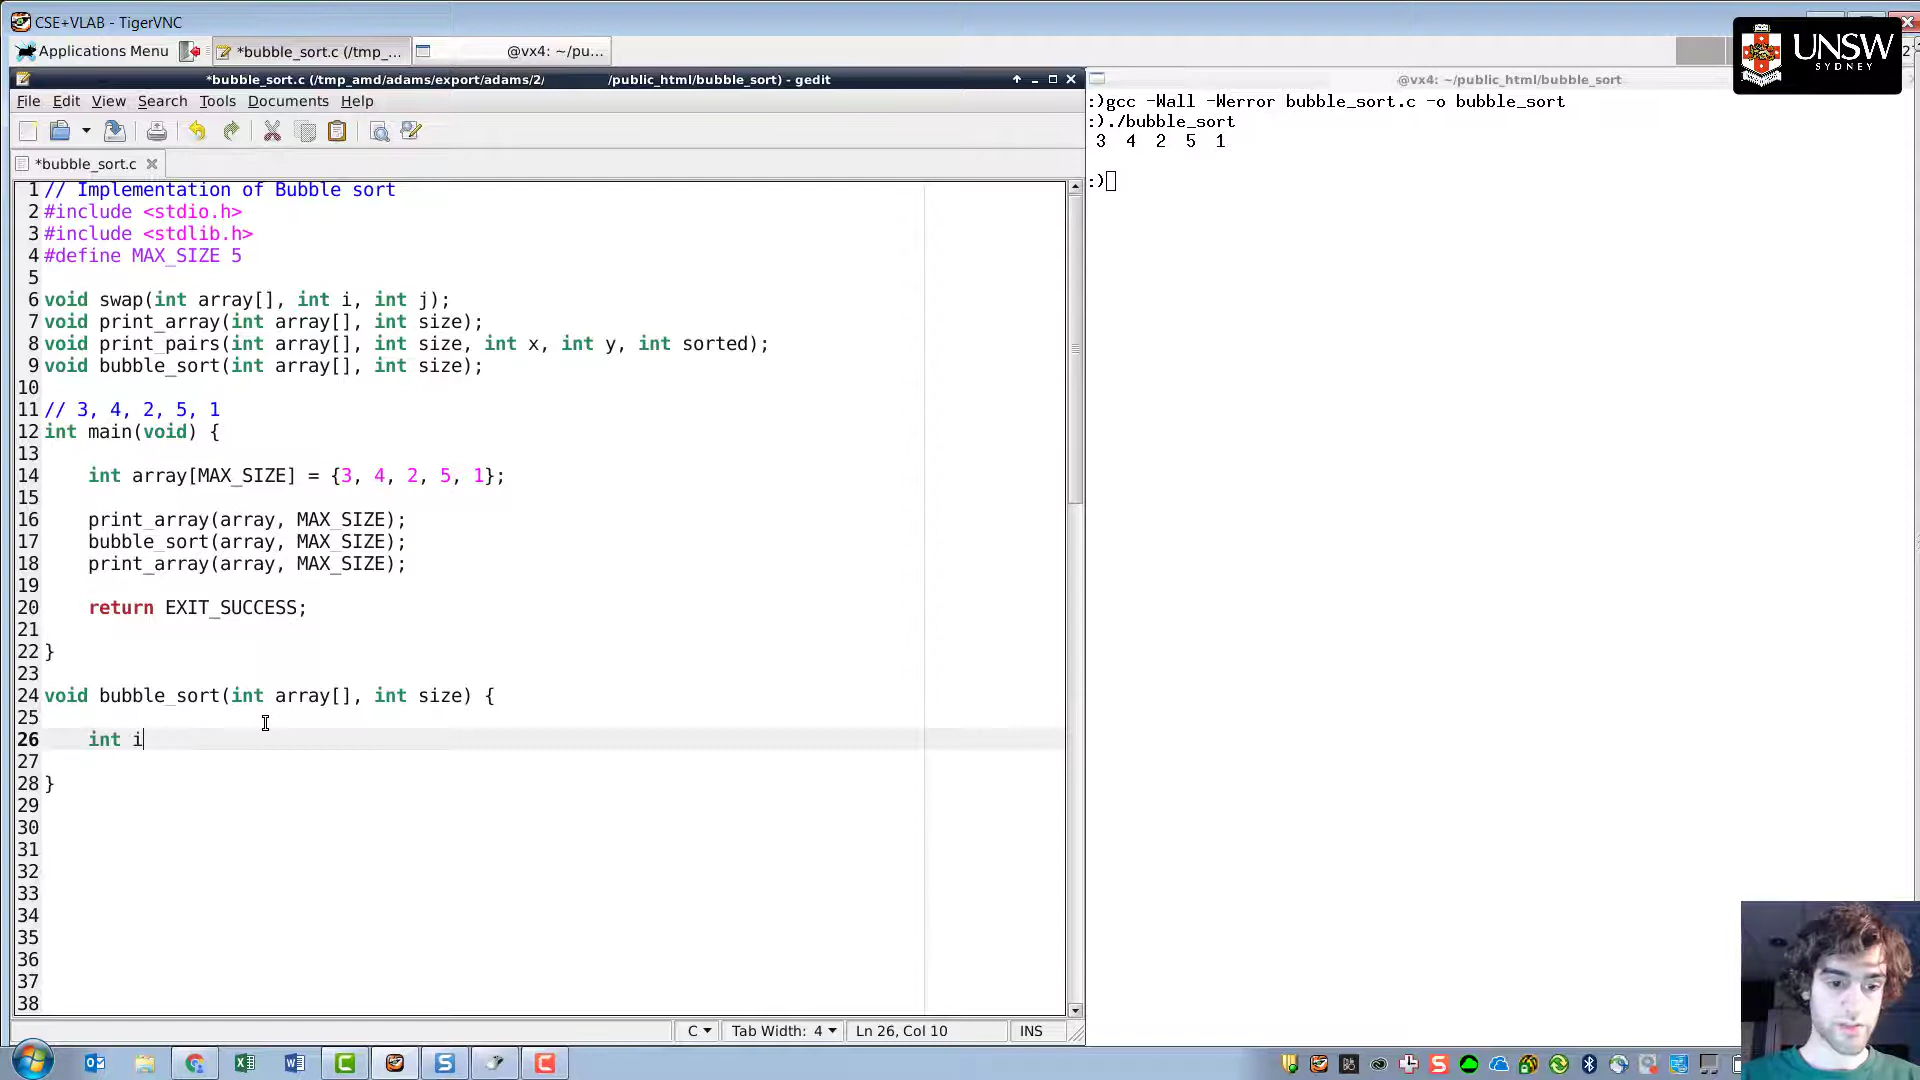 CSE+VLAB - TigerVNC
Applications Menu
*bubble_sort.c (/tmp_...
@vx4: ~/pu...
UNSW
SYDNEY
*bubble_sort.c (/tmp_amd/adams/export/adams/2/ /public_html/bubble_sort) - gedit
@vx4: ~/public_html/bubble_sort
File Edit View Search Tools Documents Help
*bubble_sort.c
1 // Implementation of Bubble sort
2 #include <stdio.h>
3 #include <stdlib.h>
4 #define MAX_SIZE 5
5
6 void swap(int array[], int i, int j);
7 void print_array(int array[], int size);
8 void print_pairs(int array[], int size, int x, int y, int sorted);
9 void bubble_sort(int array[], int size);
10
11 // 3, 4, 2, 5, 1
12 int main(void) {
13
14 int array[MAX_SIZE] = {3, 4, 2, 5, 1};
15
16 print_array(array, MAX_SIZE);
17 bubble_sort(array, MAX_SIZE);
18 print_array(array, MAX_SIZE);
19
20 return EXIT_SUCCESS;
21
22 }
23
24 void bubble_sort(int array[], int size) {
25
26 int i
27
28 }
29
30
31
32
33
34
35
36
37
38
C Tab Width: 4 Ln 26, Col 10 INS
:)gcc -Wall -Werror bubble_sort.c -o bubble_sort
:)./bubble_sort
3 4 2 5 1
:)